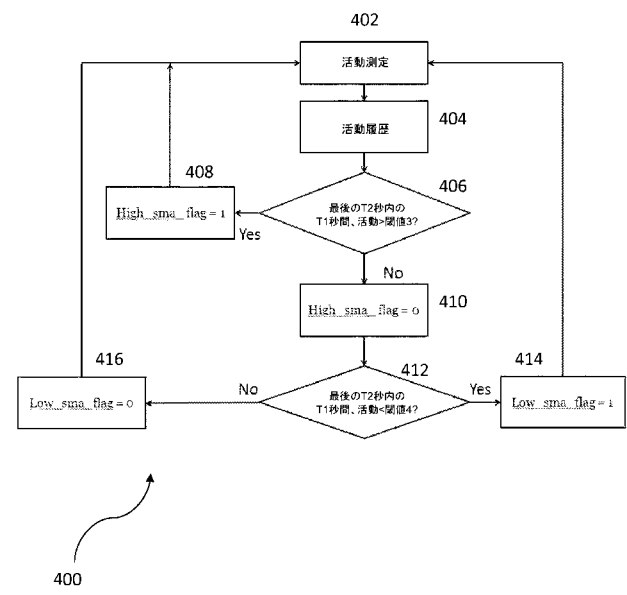 402
活動測定
活動履歴
404
408
406
High_sma_flag = 1
最後のT2秒内の
T1秒間、活動>閾値3?
Yes
No
High_sma_flag = 0
410
416
412
414
Low_sma_flag = 0
No
最後のT2秒内の
T1秒間、活動<閾値4?
Yes
Low_sma_flag = 1
400